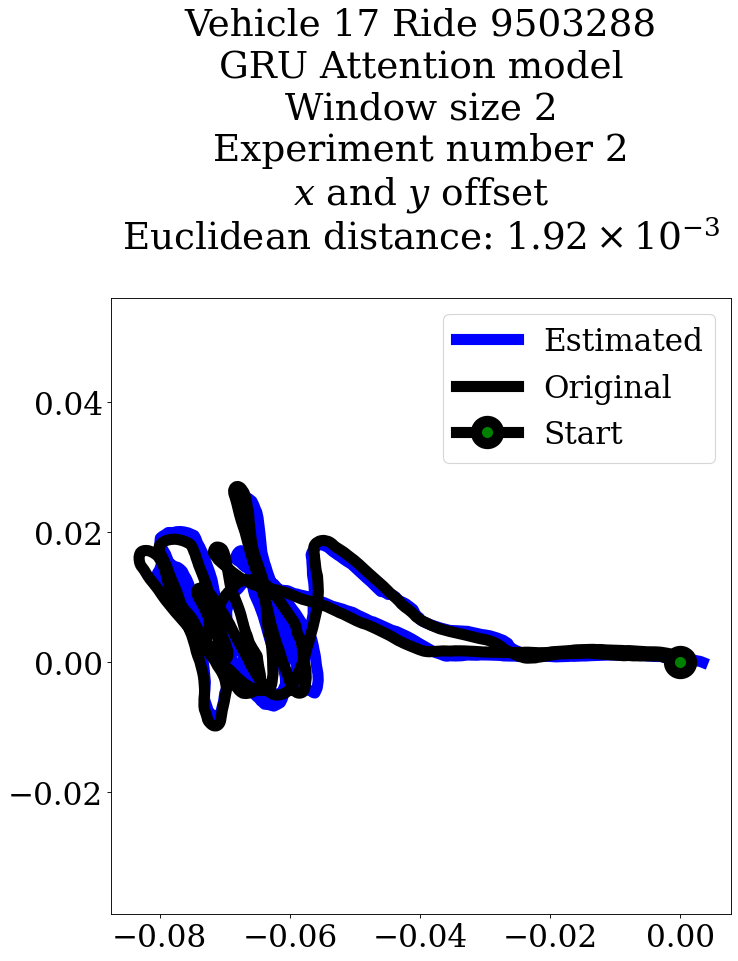 Vehicle 17 Ride 9503288
GRU Attention model
Window size 2
Experiment number 2
x and y offset
Euclidean distance: 1.92 × 10⁻³
Estimated
Original
Start
0.04
0.02
0.00
−0.02
−0.08 −0.06 −0.04 −0.02 0.00